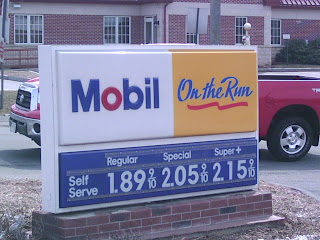 Mobil On the Run
Regular Special Super +
Self Serve 1.89 9/10 2.05 9/10 2.15 9/10